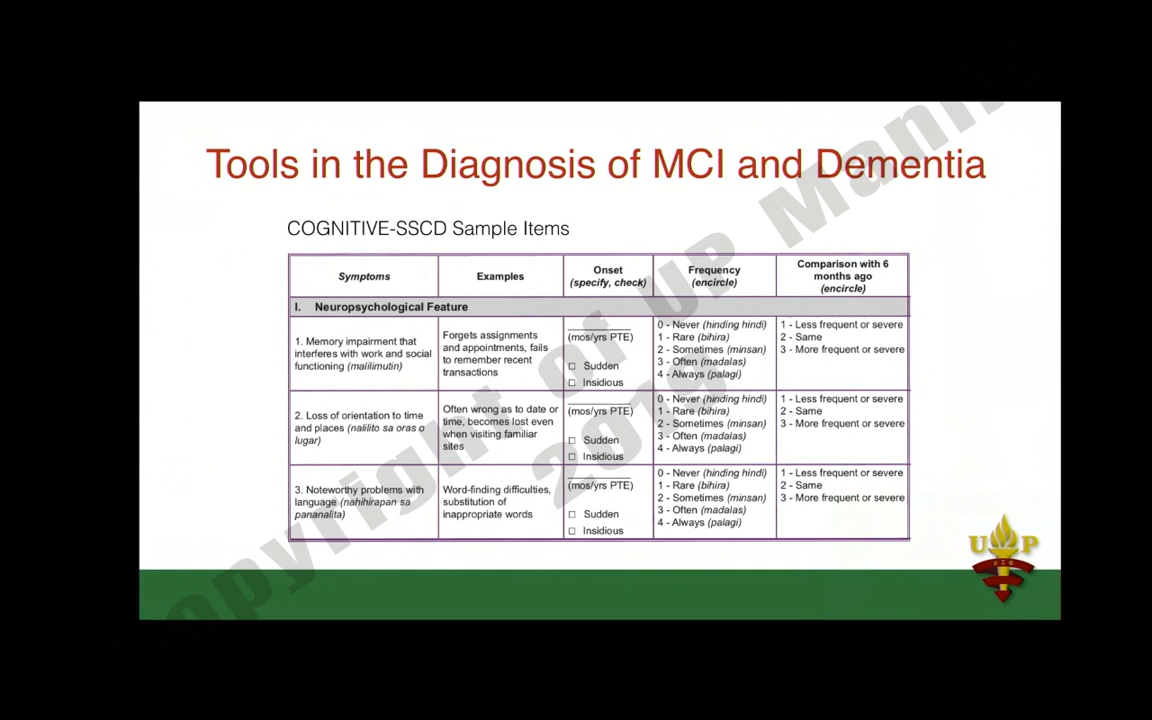 Tools in the Diagnosis of MCI and Dementia
COGNITIVE-SSCD Sample Items
Symptoms
Examples
Onset
(specify, check)
Frequency
(encircle)
Comparison with 6
months ago
(encircle)
I. Neuropsychological Feature
1. Memory impairment that
interferes with work and social
functioning (malilimutin)
Forgets assignments
and appointments, fails
to remember recent
transactions
(mos/yrs PTE)
☐ Sudden
☐ Insidious
0 - Never (hinding hindi)
1 - Rare (bihira)
2 - Sometimes (minsan)
3 - Often (madalas)
4 - Always (palagi)
1 - Less frequent or severe
2 - Same
3 - More frequent or severe
2. Loss of orientation to time
and places (nalilito sa oras o
lugar)
Often wrong as to date or
time, becomes lost even
when visiting familiar
sites
(mos/yrs PTE)
☐ Sudden
☐ Insidious
0 - Never (hinding hindi)
1 - Rare (bihira)
2 - Sometimes (minsan)
3 - Often (madalas)
4 - Always (palagi)
1 - Less frequent or severe
2 - Same
3 - More frequent or severe
3. Noteworthy problems with
language (nahihirapan sa
pananalita)
Word-finding difficulties,
substitution of
inappropriate words
(mos/yrs PTE)
☐ Sudden
☐ Insidious
0 - Never (hinding hindi)
1 - Rare (bihira)
2 - Sometimes (minsan)
3 - Often (madalas)
4 - Always (palagi)
1 - Less frequent or severe
2 - Same
3 - More frequent or severe
Copyright of UP Manila
2019
UP
ΜΣΦ